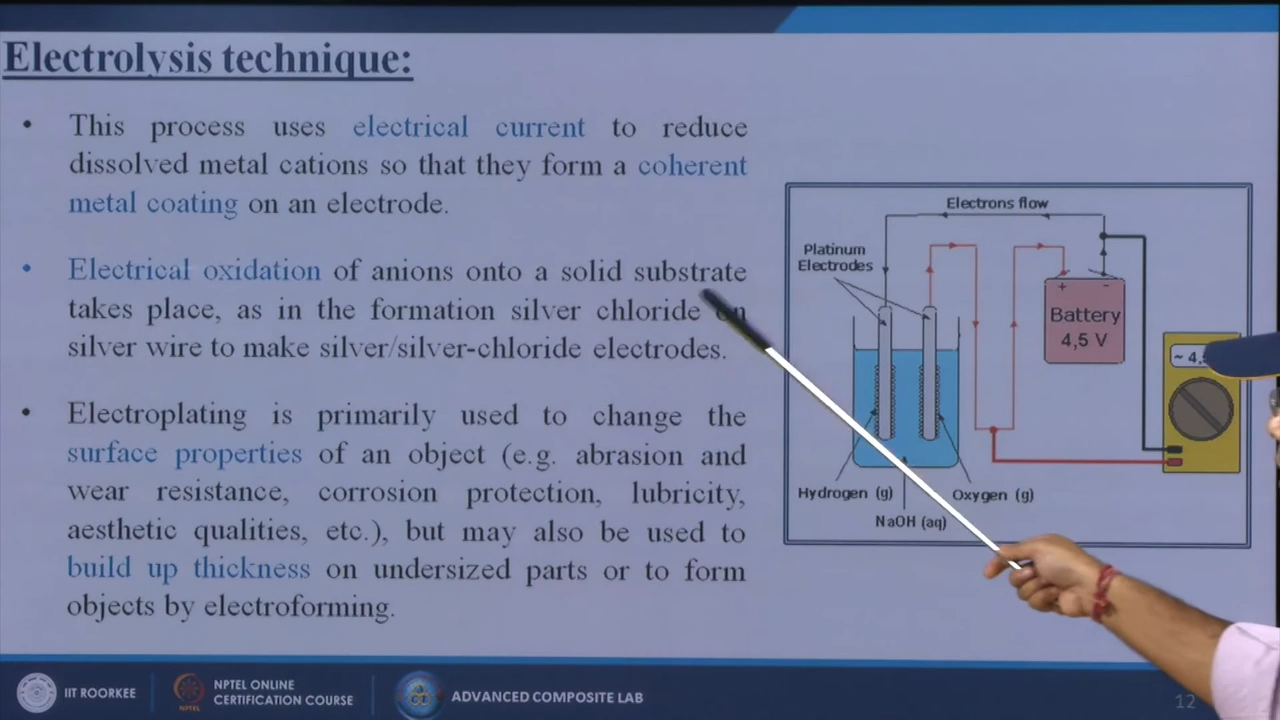 Electrolysis technique:
• This process uses electrical current to reduce
dissolved metal cations so that they form a coherent
metal coating on an electrode.
• Electrical oxidation of anions onto a solid substrate
takes place, as in the formation silver chloride on
silver wire to make silver/silver-chloride electrodes.
• Electroplating is primarily used to change the
surface properties of an object (e.g. abrasion and
wear resistance, corrosion protection, lubricity,
aesthetic qualities, etc.), but may also be used to
build up thickness on undersized parts or to form
objects by electroforming.
Electrons flow
Platinum
Electrodes
+ -
Battery
4,5 V
~ 4,
Hydrogen (g)
Oxygen (g)
NaOH (aq)
IIT ROORKEE
NPTEL ONLINE
CERTIFICATION COURSE
ADVANCED COMPOSITE LAB
12